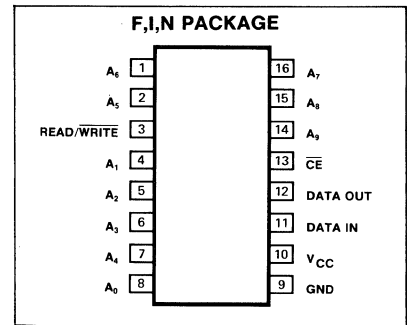 F,I,N PACKAGE
A₆ 1 16 A₇
A₅ 2 15 A₈
READ/WRITE 3 14 A₉
A₁ 4 13 CE
A₂ 5 12 DATA OUT
A₃ 6 11 DATA IN
A₄ 7 10 VCC
A₀ 8 9 GND